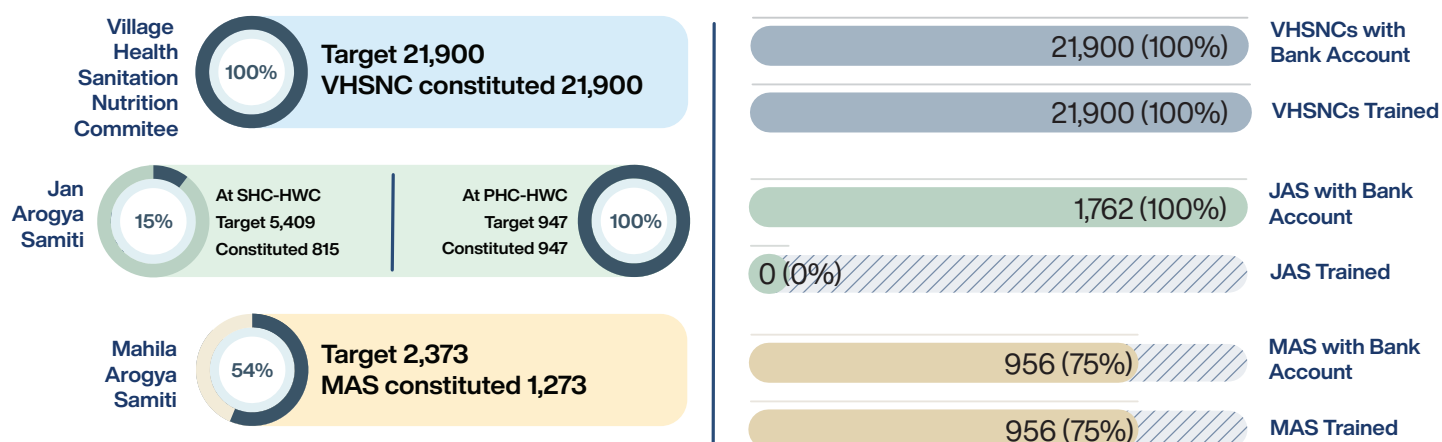 Village
Health
Sanitation
Nutrition
Commitee
100%
Target 21,900
VHSNC constituted 21,900
Jan
Arogya
Samiti
15%
At SHC-HWC
Target 5,409
Constituted 815
At PHC-HWC
Target 947
Constituted 947
100%
Mahila
Arogya
Samiti
54%
Target 2,373
MAS constituted 1,273
21,900 (100%)
VHSNCs with
Bank Account
21,900 (100%)
VHSNCs Trained
1,762 (100%)
JAS with Bank
Account
0 (0%)
JAS Trained
956 (75%)
MAS with Bank
Account
956 (75%)
MAS Trained